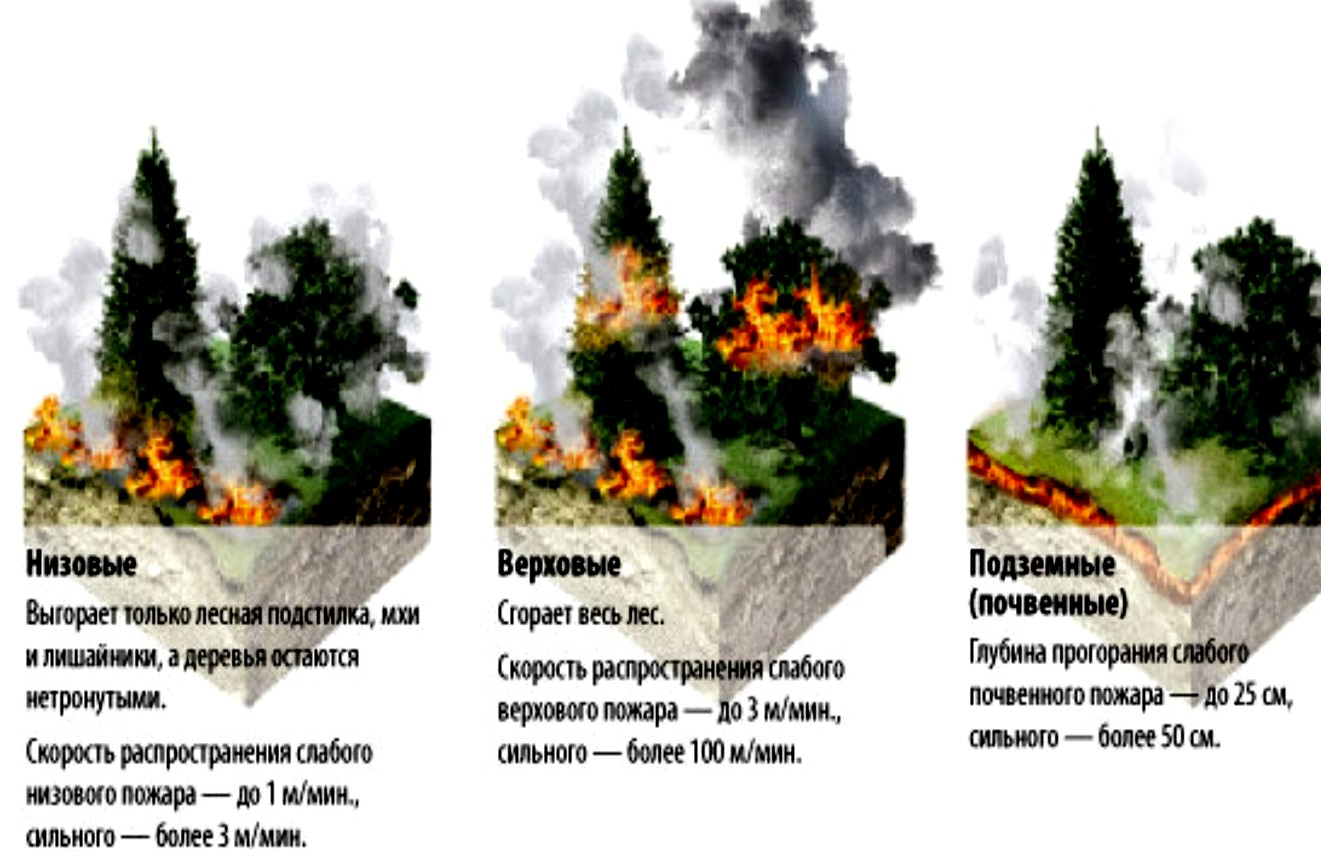 Низовые
Выгорает только лесная подстилка, мхи
и лишайники, а деревья остаются
нетронутыми.
Скорость распространения слабого
низового пожара — до 1 м/мин.,
сильного — более 3 м/мин.
Верховые
Сгорает весь лес.
Скорость распространения слабого
верхового пожара — до 3 м/мин.,
сильного — более 100 м/мин.
Подземные
(почвенные)
Глубина прогорания слабого
почвенного пожара — до 25 см,
сильного — более 50 см.